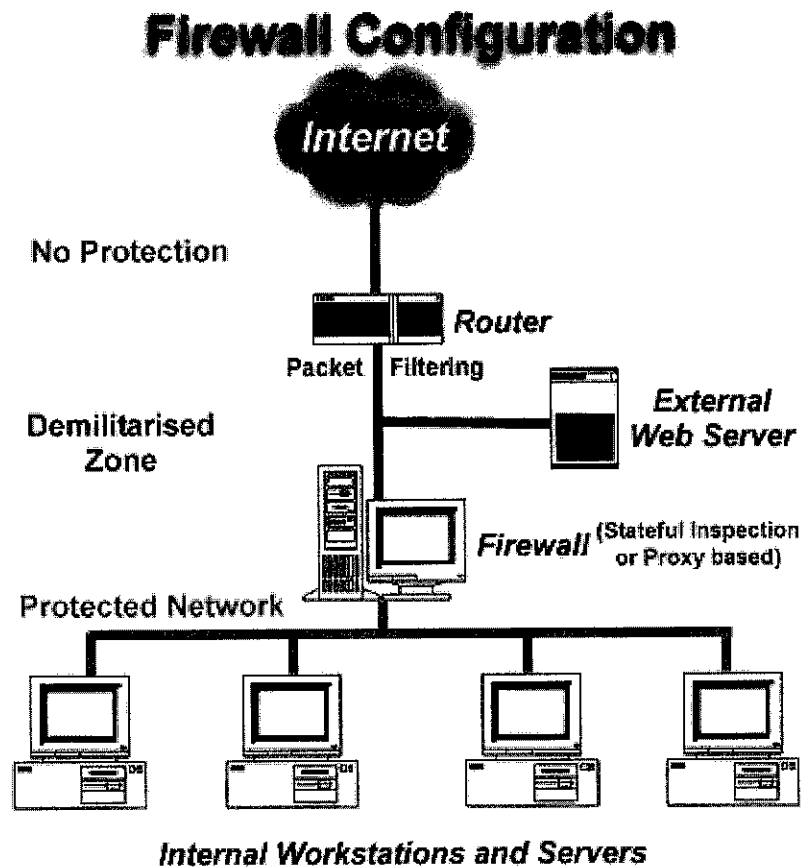 Firewall Configuration
Internet
No Protection
Router
Packet Filtering
Demilitarised
Zone
External
Web Server
Firewall (Stateful Inspection
or Proxy based)
Protected Network
Internal Workstations and Servers